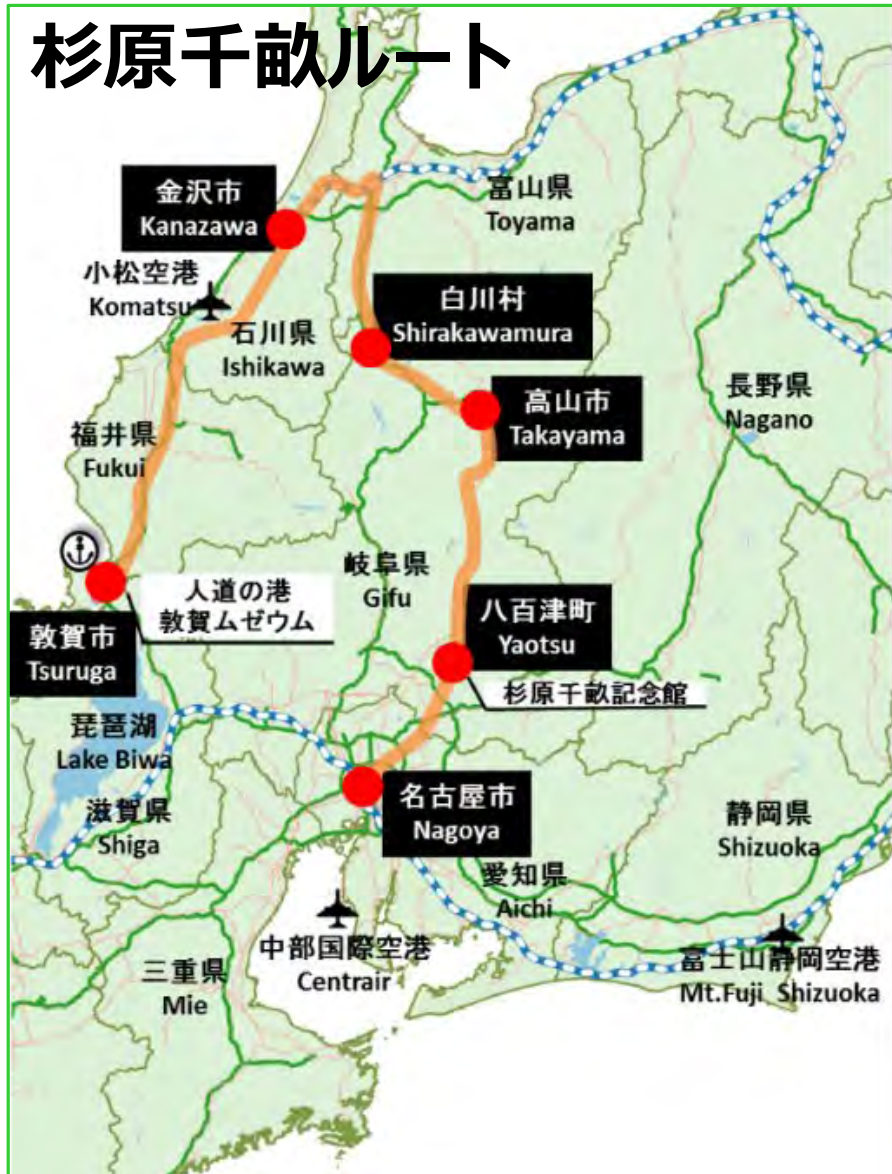 杉原千畝ルート
金沢市
Kanazawa
富山県
Toyama
小松空港
Komatsu
白川村
Shirakawamura
石川県
Ishikawa
高山市
Takayama
長野県
Nagano
福井県
Fukui
岐阜県
Gifu
人道の港
敦賀ムゼウム
八百津町
Yaotsu
敦賀市
Tsuruga
杉原千畝記念館
琵琶湖
Lake Biwa
名古屋市
Nagoya
滋賀県
Shiga
静岡県
Shizuoka
愛知県
Aichi
中部国際空港
Centrair
富士山静岡空港
Mt.Fuji Shizuoka
三重県
Mie